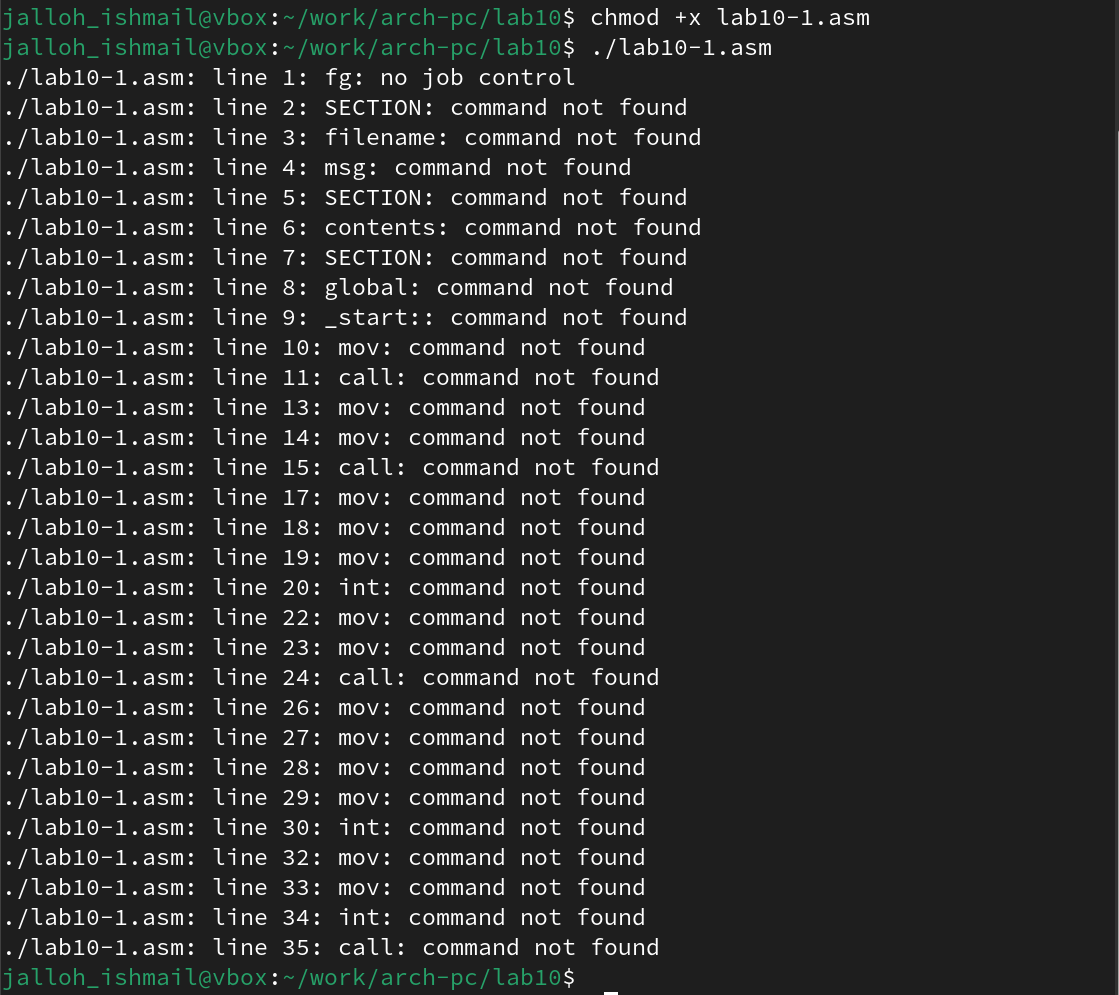 jalloh_ishmail@vbox:~/work/arch-pc/lab10$ chmod +x lab10-1.asm
jalloh_ishmail@vbox:~/work/arch-pc/lab10$ ./lab10-1.asm
./lab10-1.asm: line 1: fg: no job control
./lab10-1.asm: line 2: SECTION: command not found
./lab10-1.asm: line 3: filename: command not found
./lab10-1.asm: line 4: msg: command not found
./lab10-1.asm: line 5: SECTION: command not found
./lab10-1.asm: line 6: contents: command not found
./lab10-1.asm: line 7: SECTION: command not found
./lab10-1.asm: line 8: global: command not found
./lab10-1.asm: line 9: _start:: command not found
./lab10-1.asm: line 10: mov: command not found
./lab10-1.asm: line 11: call: command not found
./lab10-1.asm: line 13: mov: command not found
./lab10-1.asm: line 14: mov: command not found
./lab10-1.asm: line 15: call: command not found
./lab10-1.asm: line 17: mov: command not found
./lab10-1.asm: line 18: mov: command not found
./lab10-1.asm: line 19: mov: command not found
./lab10-1.asm: line 20: int: command not found
./lab10-1.asm: line 22: mov: command not found
./lab10-1.asm: line 23: mov: command not found
./lab10-1.asm: line 24: call: command not found
./lab10-1.asm: line 26: mov: command not found
./lab10-1.asm: line 27: mov: command not found
./lab10-1.asm: line 28: mov: command not found
./lab10-1.asm: line 29: mov: command not found
./lab10-1.asm: line 30: int: command not found
./lab10-1.asm: line 32: mov: command not found
./lab10-1.asm: line 33: mov: command not found
./lab10-1.asm: line 34: int: command not found
./lab10-1.asm: line 35: call: command not found
jalloh_ishmail@vbox:~/work/arch-pc/lab10$